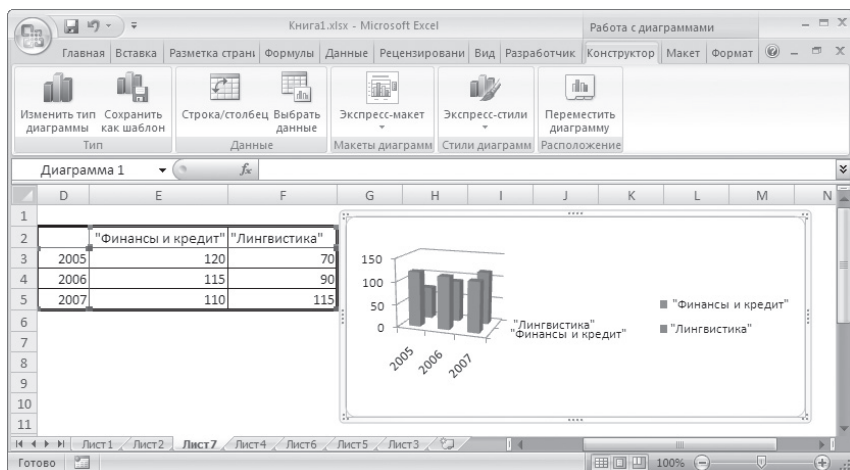 Книга1.xlsx - Microsoft Excel
Работа с диаграммами
Главная Вставка Разметка страни Формулы Данные Рецензировани Вид Разработчик Конструктор Макет Формат
Изменить тип диаграммы
Сохранить как шаблон
Строка/столбец
Выбрать данные
Экспресс-макет
Экспресс-стили
Переместить диаграмму
Тип Данные Макеты диаграмм Стили диаграмм Расположение
Диаграмма 1 fx
D E F G H I J K L M N
1
2 "Финансы и кредит" "Лингвистика"
3 2005 120 70
4 2006 115 90
5 2007 110 115
6
7
8
9
10
11
150
100
50
0
2005 2006 2007
"Лингвистика"
"Финансы и кредит"
"Финансы и кредит"
"Лингвистика"
Лист1 Лист2 Лист7 Лист4 Лист6 Лист5 Лист3
Готово 100%